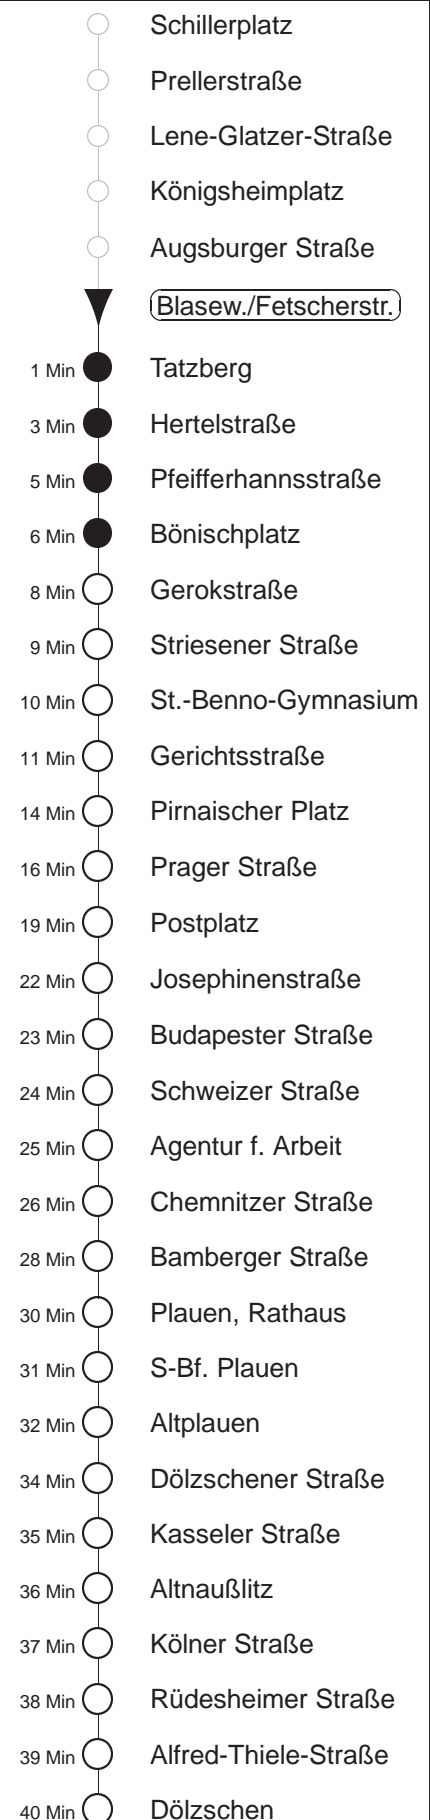 Schillerplatz
Prellerstraße
Lene-Glatzer-Straße
Königsheimplatz
Augsburger Straße
Blasew./Fetscherstr.
1 Min Tatzberg
3 Min Hertelstraße
5 Min Pfeifferhannsstraße
6 Min Bönischplatz
8 Min Gerokstraße
9 Min Striesener Straße
10 Min St.-Benno-Gymnasium
11 Min Gerichtsstraße
14 Min Pirnaischer Platz
16 Min Prager Straße
19 Min Postplatz
22 Min Josephinenstraße
23 Min Budapester Straße
24 Min Schweizer Straße
25 Min Agentur f. Arbeit
26 Min Chemnitzer Straße
28 Min Bamberger Straße
30 Min Plauen, Rathaus
31 Min S-Bf. Plauen
32 Min Altplauen
34 Min Dölzschener Straße
35 Min Kasseler Straße
36 Min Altnaußlitz
37 Min Kölner Straße
38 Min Rüdesheimer Straße
39 Min Alfred-Thiele-Straße
40 Min Dölzschen